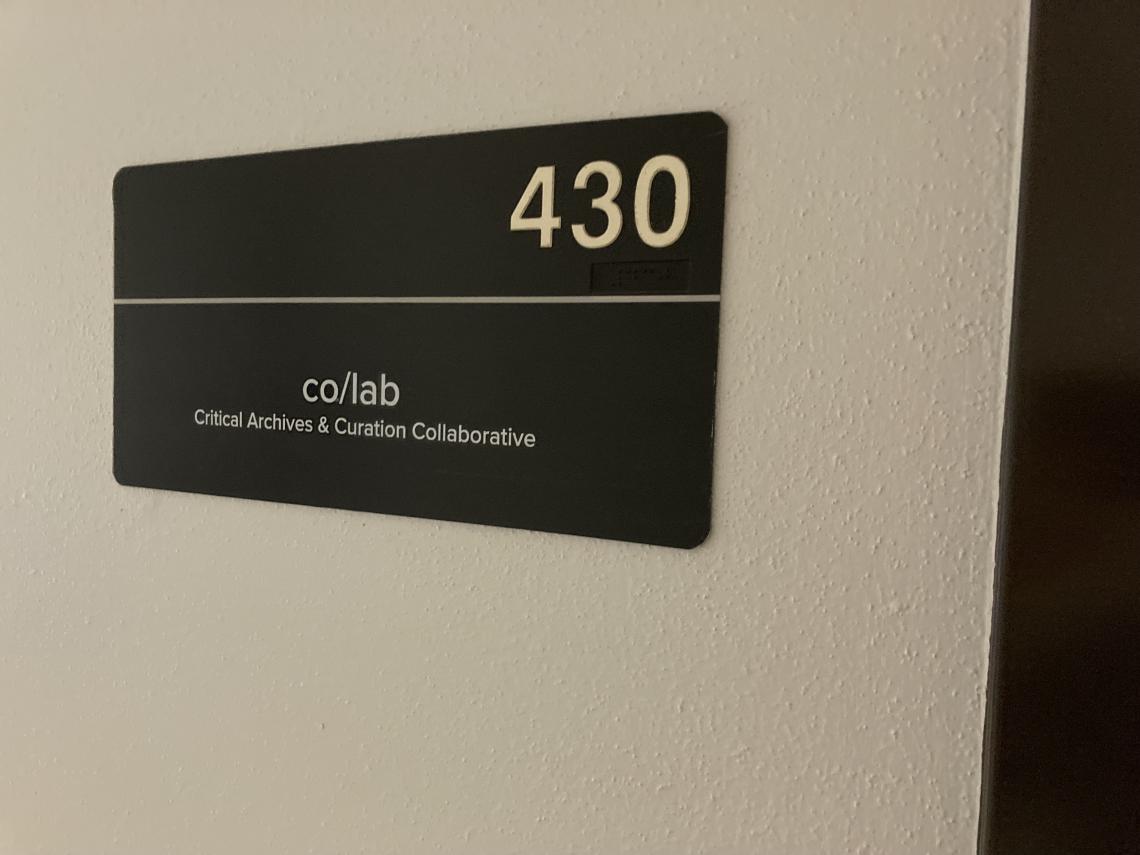 430
co/lab
Critical Archives & Curation Collaborative